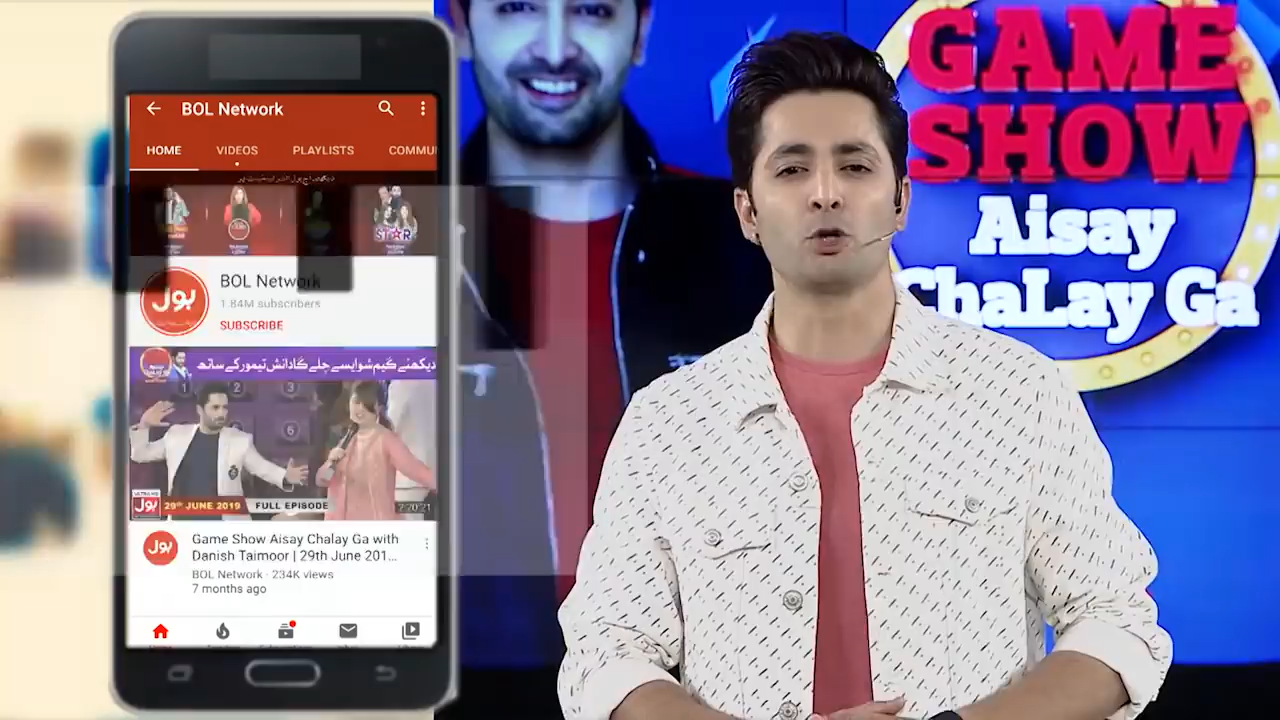 BOL Network
HOME VIDEOS PLAYLISTS COMMU
STAR
بول
BOL Network
1.84M subscribers
SUBSCRIBE
دیکھئے گیم شو ایسے چلے گا دانش تیمور کے ساتھ
1 2 3
6
بول 29th JUNE 2019 FULL EPISODE 2:20:21
بول
Game Show Aisay Chalay Ga with
Danish Taimoor | 29th June 201...
BOL Network · 234K views
7 months ago
GAME
SHOW
Aisay
ChaLay Ga